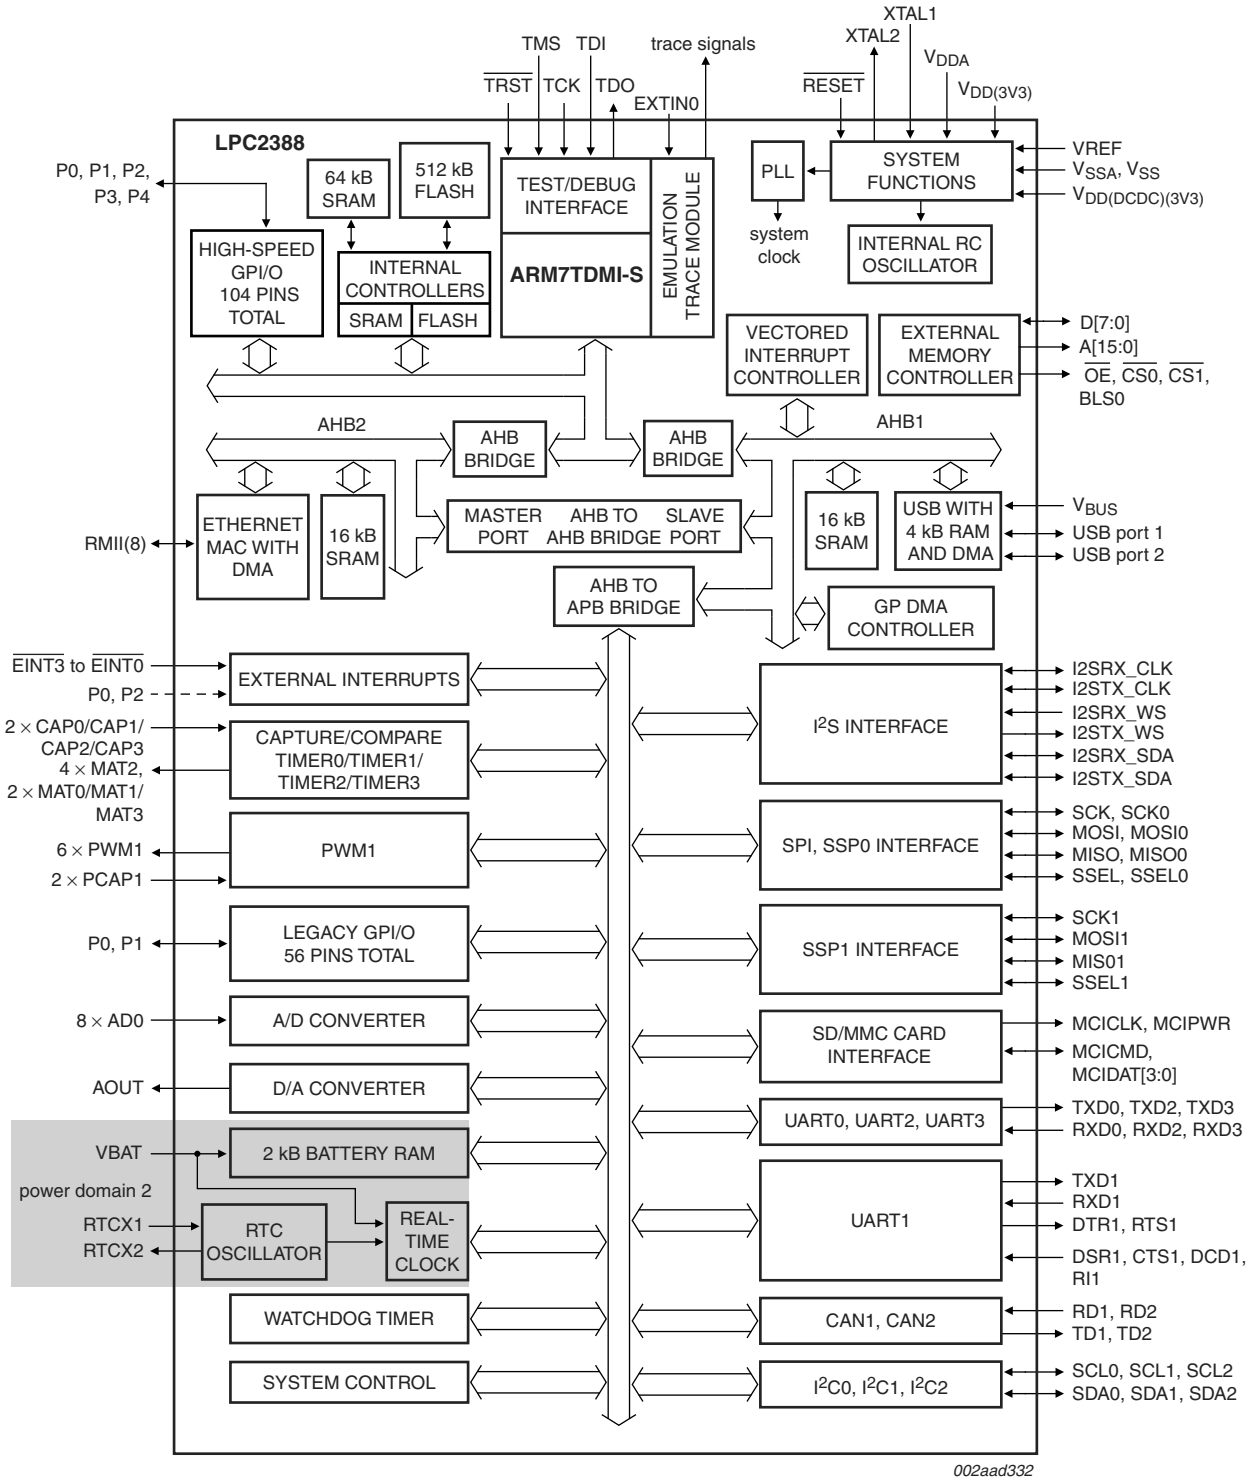 XTAL1
XTAL2
TMS TDI trace signals
VDDA
TRST TCK TDO RESET VDD(3V3)
EXTIN0
LPC2388
P0, P1, P2,
P3, P4
64 kB
SRAM
512 kB
FLASH
TEST/DEBUG
INTERFACE
EMULATION
TRACE MODULE
PLL
SYSTEM
FUNCTIONS
VREF
VSSA, VSS
VDD(DCDC)(3V3)
system
clock
HIGH-SPEED
GPI/O
104 PINS
TOTAL
INTERNAL
CONTROLLERS
SRAM FLASH
ARM7TDMI-S
INTERNAL RC
OSCILLATOR
VECTORED
INTERRUPT
CONTROLLER
EXTERNAL
MEMORY
CONTROLLER
D[7:0]
A[15:0]
OE, CS0, CS1,
BLS0
AHB2
AHB
BRIDGE
AHB
BRIDGE
AHB1
ETHERNET
MAC WITH
DMA
16 kB
SRAM
MASTER AHB TO SLAVE
PORT AHB BRIDGE PORT
16 kB
SRAM
USB WITH
4 kB RAM
AND DMA
VBUS
USB port 1
USB port 2
RMII(8)
AHB TO
APB BRIDGE
GP DMA
CONTROLLER
EINT3 to EINT0
P0, P2
EXTERNAL INTERRUPTS
I2S INTERFACE
I2SRX_CLK
I2STX_CLK
I2SRX_WS
I2STX_WS
I2SRX_SDA
I2STX_SDA
2 × CAP0/CAP1/
CAP2/CAP3
4 × MAT2,
2 × MAT0/MAT1/
MAT3
CAPTURE/COMPARE
TIMER0/TIMER1/
TIMER2/TIMER3
6 × PWM1
2 × PCAP1
PWM1
SPI, SSP0 INTERFACE
SCK, SCK0
MOSI, MOSI0
MISO, MISO0
SSEL, SSEL0
P0, P1
LEGACY GPI/O
56 PINS TOTAL
SSP1 INTERFACE
SCK1
MOSI1
MIS01
SSEL1
8 × AD0
A/D CONVERTER
SD/MMC CARD
INTERFACE
MCICLK, MCIPWR
MCICMD,
MCIDAT[3:0]
AOUT
D/A CONVERTER
UART0, UART2, UART3
TXD0, TXD2, TXD3
RXD0, RXD2, RXD3
VBAT
2 kB BATTERY RAM
power domain 2
RTCX1
RTCX2
RTC
OSCILLATOR
REAL-
TIME
CLOCK
UART1
TXD1
RXD1
DTR1, RTS1
DSR1, CTS1, DCD1,
RI1
WATCHDOG TIMER
CAN1, CAN2
RD1, RD2
TD1, TD2
SYSTEM CONTROL
I2C0, I2C1, I2C2
SCL0, SCL1, SCL2
SDA0, SDA1, SDA2
002aad332